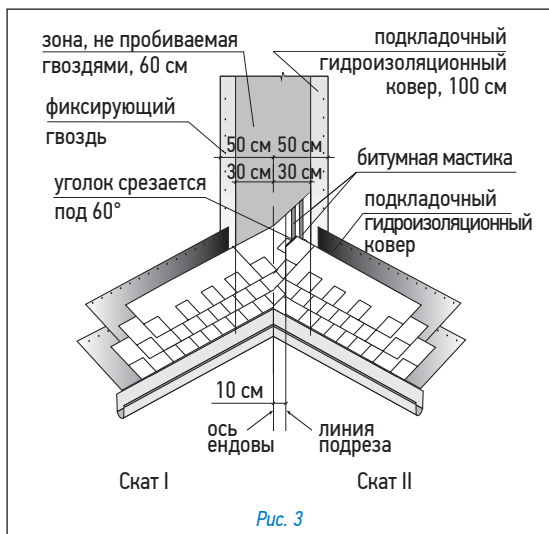 зона, не пробиваемая
гвоздями, 60 см
подкладочный
гидроизоляционный
ковер, 100 см
фиксирующий
гвоздь
50 см 50 см
30 см 30 см
битумная мастика
уголок срезается
под 60°
подкладочный
гидроизоляционный
ковер
10 см
ось
ендовы
линия
подреза
Скат I
Скат II
Рис. 3